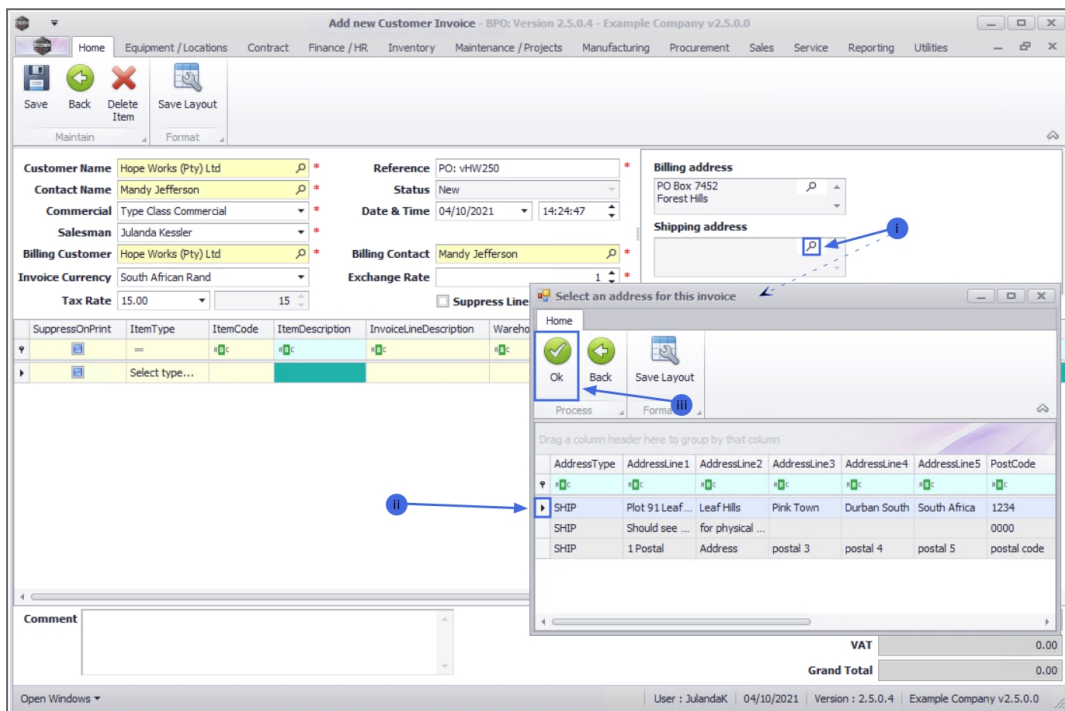 Add new Customer Invoice - BPO: Version 2.5.0.4 - Example Company v2.5.0.0
Home Equipment / Locations Contract Finance / HR Inventory Maintenance / Projects Manufacturing Procurement Sales Service Reporting Utilities
Save Back Delete Item Save Layout
Maintain Format
Customer Name Hope Works (Pty) Ltd * Reference PO: vHW250 * Billing address
Contact Name Mandy Jefferson * Status New PO Box 7452
Forest Hills
Commercial Type Class Commercial * Date & Time 04/10/2021 14:24:47
Salesman Julanda Kessler * Shipping address
i
Billing Customer Hope Works (Pty) Ltd * Billing Contact Mandy Jefferson *
Invoice Currency South African Rand Exchange Rate 1 *
Tax Rate 15.00 15 Suppress Line
SuppressOnPrint ItemType ItemCode ItemDescription InvoiceLineDescription Wareho
=
Select type...
Select an address for this invoice
Home
Ok Back Save Layout
iii
Process Forma
Drag a column header here to group by that column
AddressType AddressLine1 AddressLine2 AddressLine3 AddressLine4 AddressLine5 PostCode
ii
SHIP Plot 91 Leaf... Leaf Hills Pink Town Durban South South Africa 1234
SHIP Should see ... for physical ... 0000
SHIP 1 Postal Address postal 3 postal 4 postal 5 postal code
Comment
VAT 0.00
Grand Total 0.00
Open Windows User : JulandaK 04/10/2021 Version : 2.5.0.4 Example Company v2.5.0.0